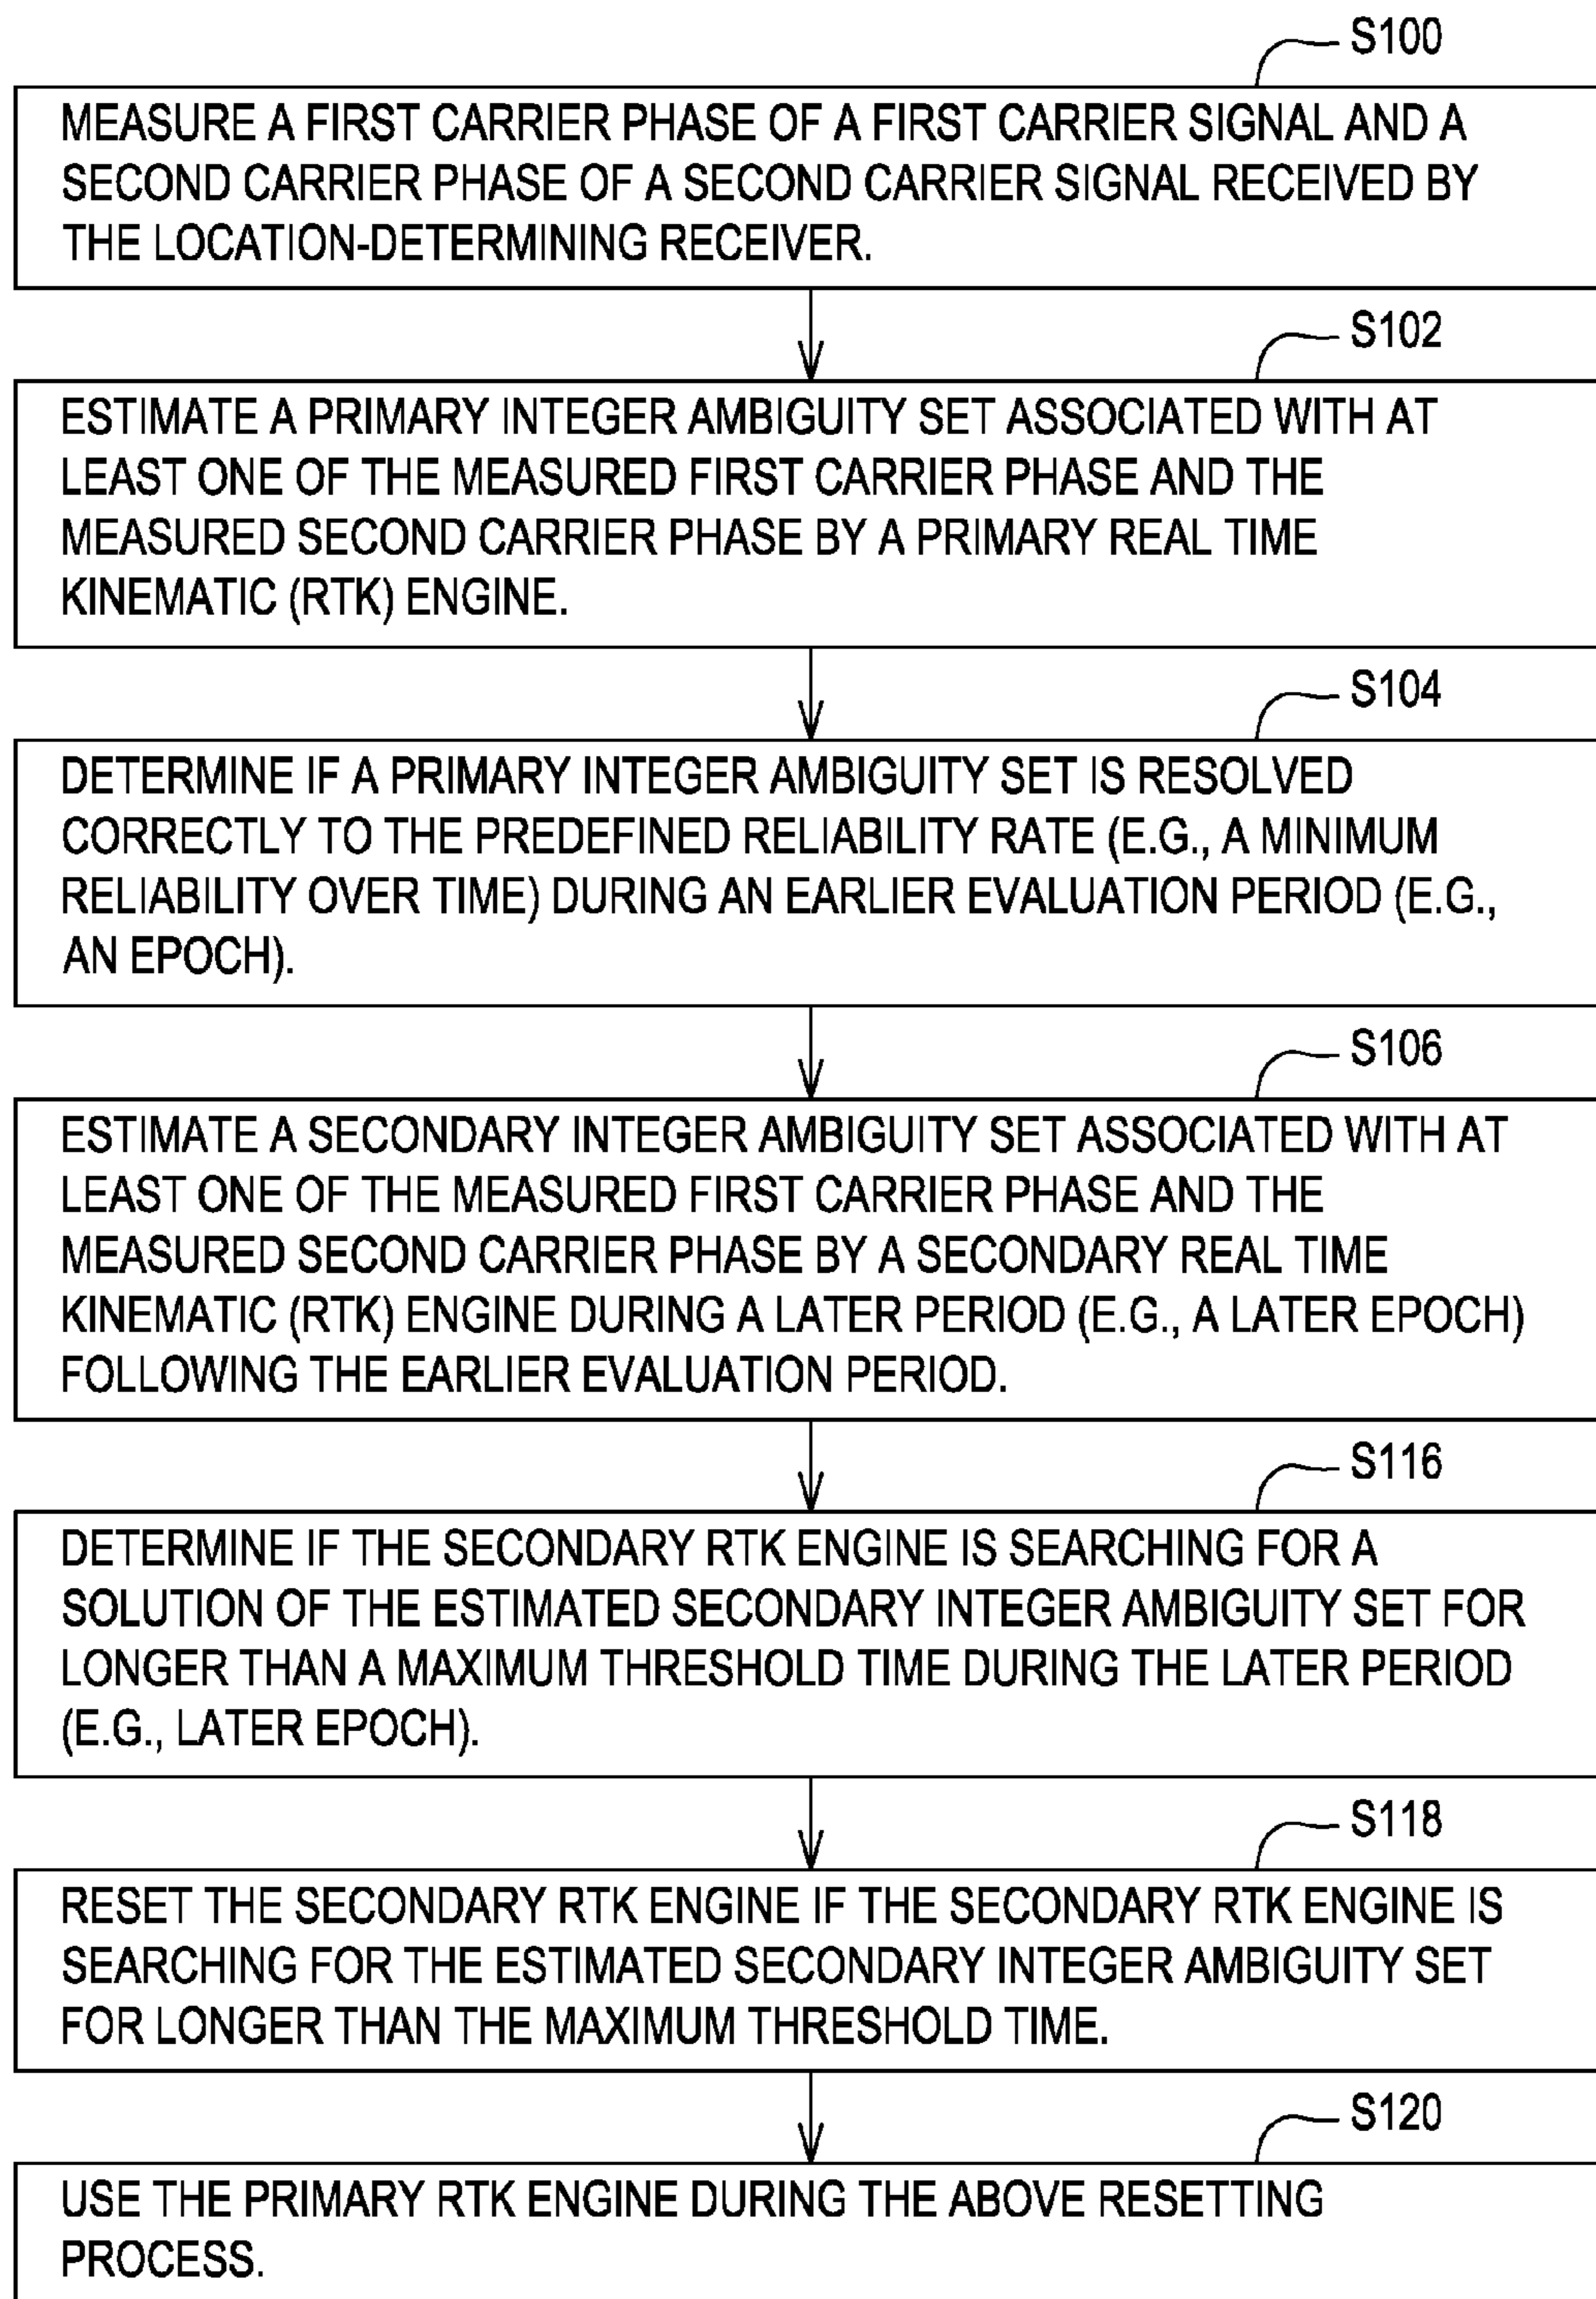 S100
MEASURE A FIRST CARRIER PHASE OF A FIRST CARRIER SIGNAL AND A
SECOND CARRIER PHASE OF A SECOND CARRIER SIGNAL RECEIVED BY
THE LOCATION-DETERMINING RECEIVER.
S102
ESTIMATE A PRIMARY INTEGER AMBIGUITY SET ASSOCIATED WITH AT
LEAST ONE OF THE MEASURED FIRST CARRIER PHASE AND THE
MEASURED SECOND CARRIER PHASE BY A PRIMARY REAL TIME
KINEMATIC (RTK) ENGINE.
S104
DETERMINE IF A PRIMARY INTEGER AMBIGUITY SET IS RESOLVED
CORRECTLY TO THE PREDEFINED RELIABILITY RATE (E.G., A MINIMUM
RELIABILITY OVER TIME) DURING AN EARLIER EVALUATION PERIOD (E.G.,
AN EPOCH).
S106
ESTIMATE A SECONDARY INTEGER AMBIGUITY SET ASSOCIATED WITH AT
LEAST ONE OF THE MEASURED FIRST CARRIER PHASE AND THE
MEASURED SECOND CARRIER PHASE BY A SECONDARY REAL TIME
KINEMATIC (RTK) ENGINE DURING A LATER PERIOD (E.G., A LATER EPOCH)
FOLLOWING THE EARLIER EVALUATION PERIOD.
S116
DETERMINE IF THE SECONDARY RTK ENGINE IS SEARCHING FOR A
SOLUTION OF THE ESTIMATED SECONDARY INTEGER AMBIGUITY SET FOR
LONGER THAN A MAXIMUM THRESHOLD TIME DURING THE LATER PERIOD
(E.G., LATER EPOCH).
S118
RESET THE SECONDARY RTK ENGINE IF THE SECONDARY RTK ENGINE IS
SEARCHING FOR THE ESTIMATED SECONDARY INTEGER AMBIGUITY SET
FOR LONGER THAN THE MAXIMUM THRESHOLD TIME.
S120
USE THE PRIMARY RTK ENGINE DURING THE ABOVE RESETTING
PROCESS.